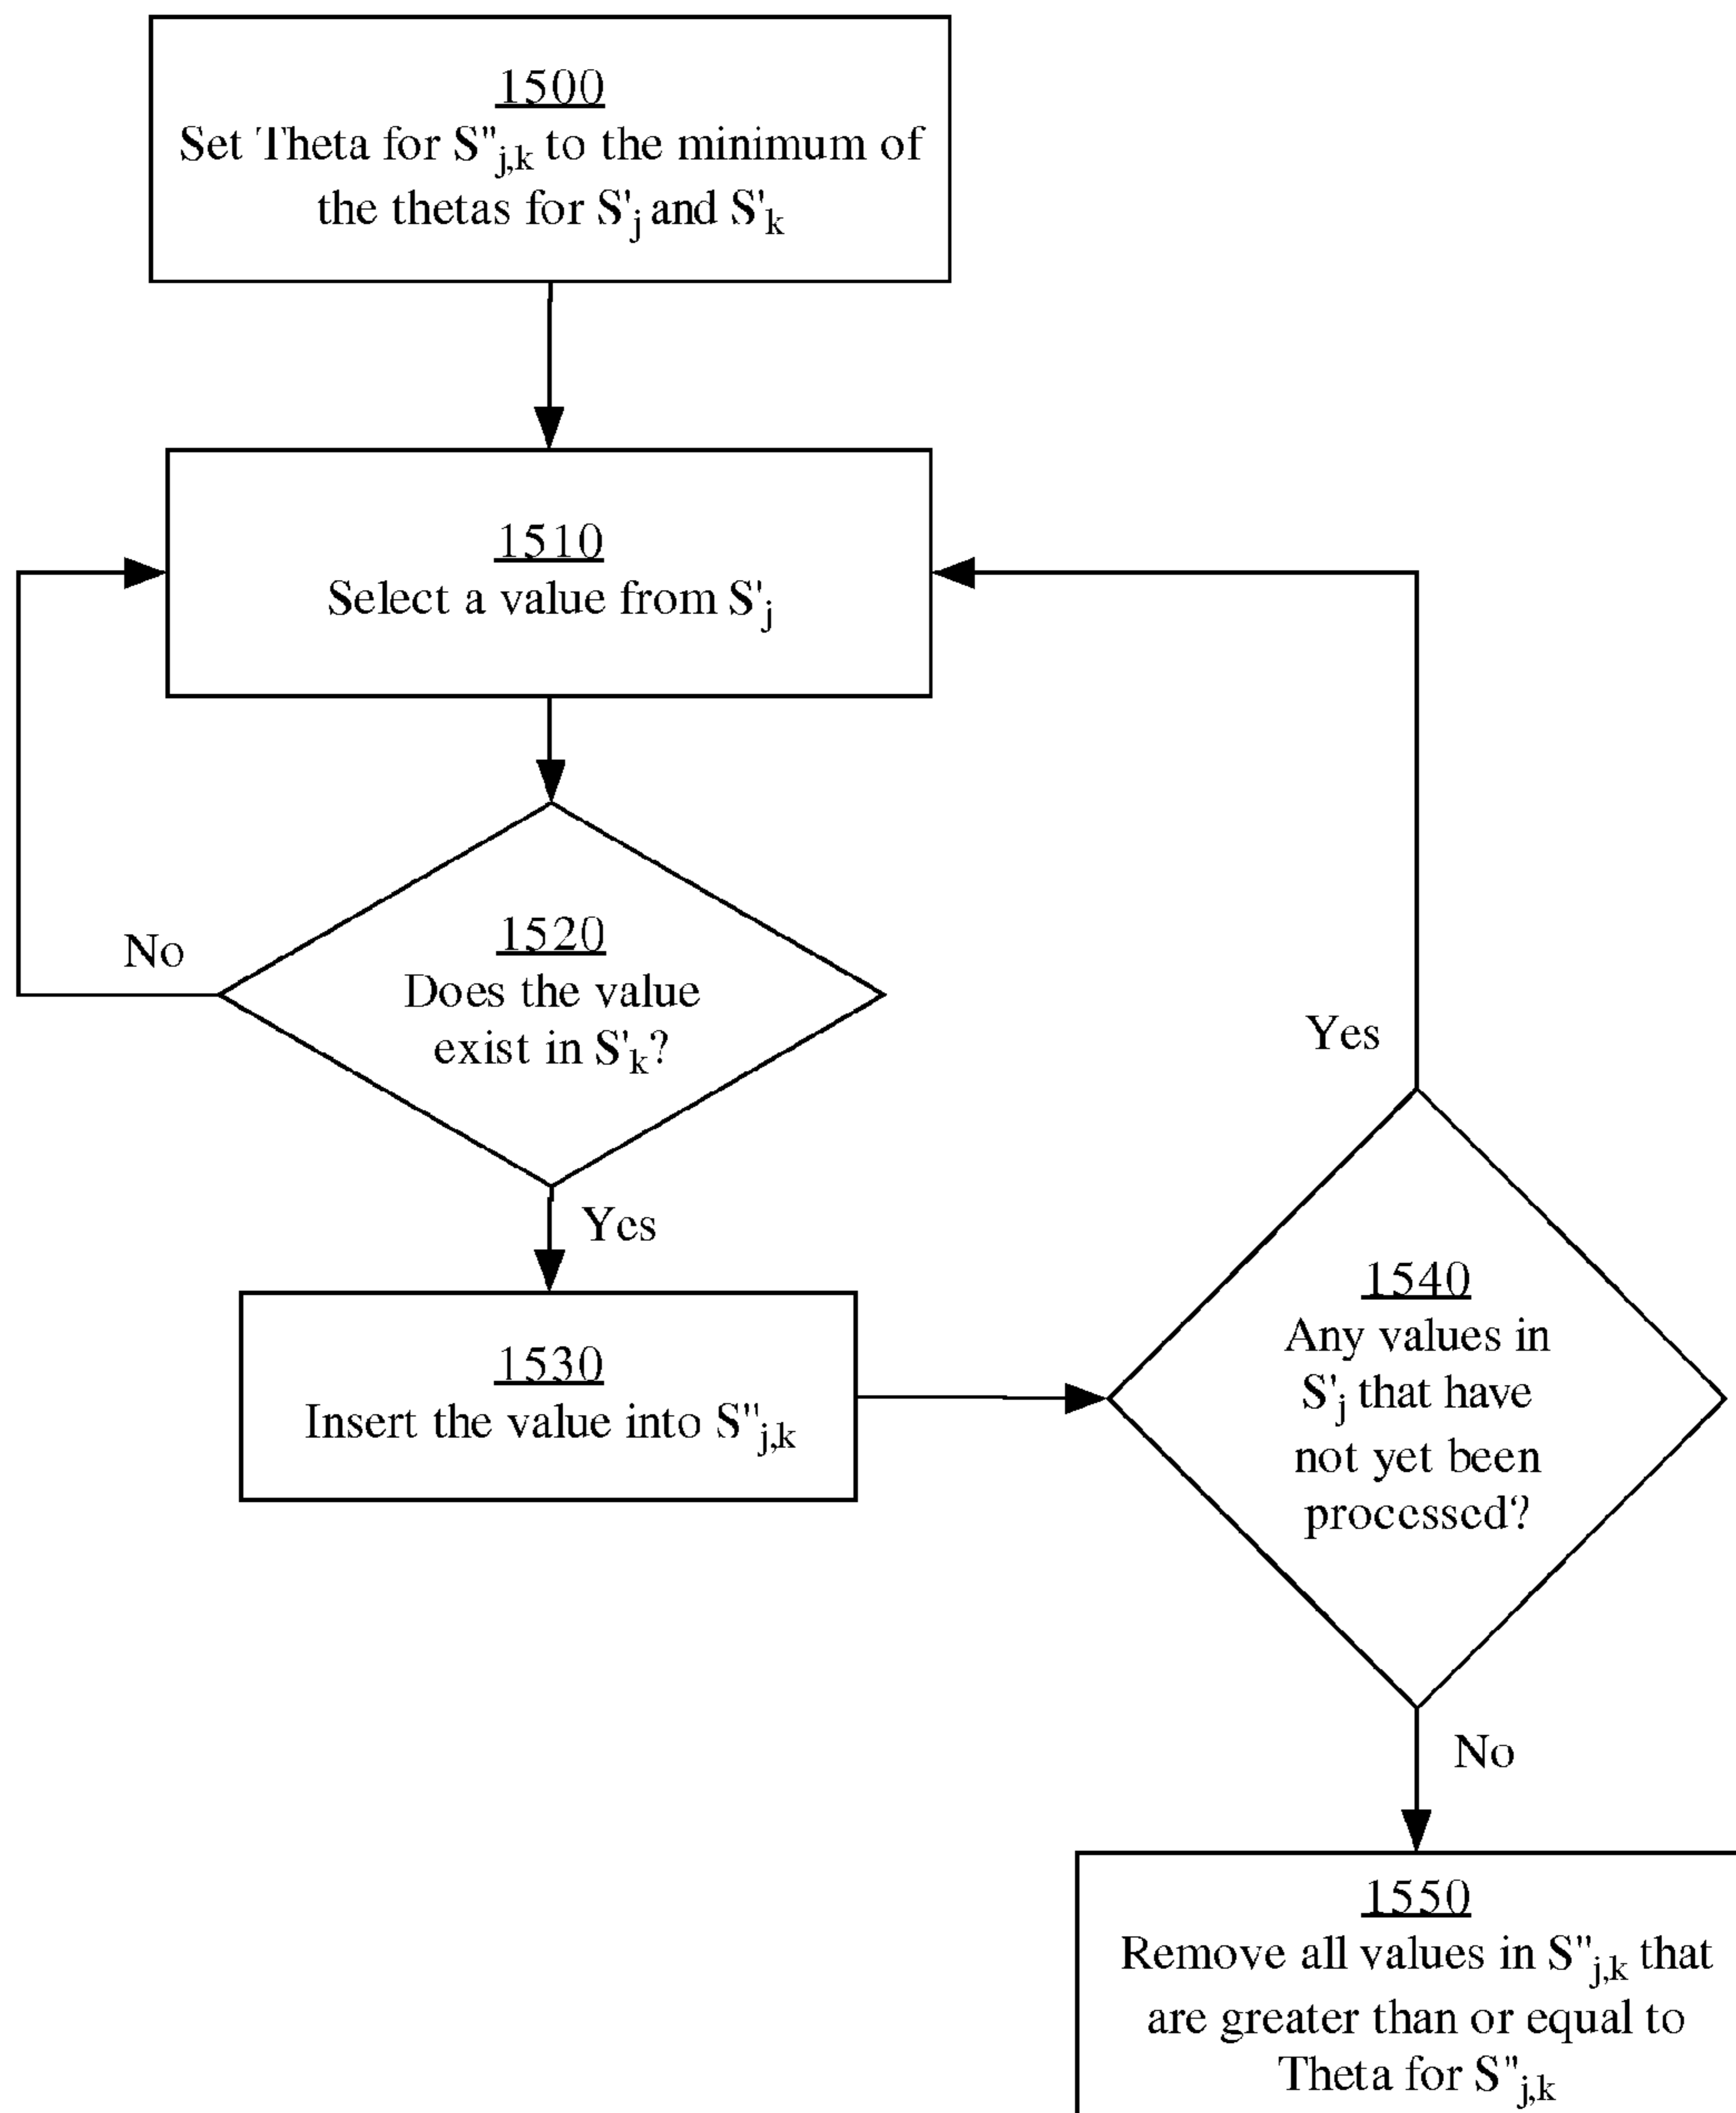 1500
Set Theta for S"j,k to the minimum of
the thetas for S'j and S'k
1510
Select a value from S'j
1520
Does the value
exist in S'k?
No
Yes
1530
Insert the value into S"j,k
Yes
1540
Any values in
S'j that have
not yet been
processed?
No
1550
Remove all values in S"j,k that
are greater than or equal to
Theta for S"j,k